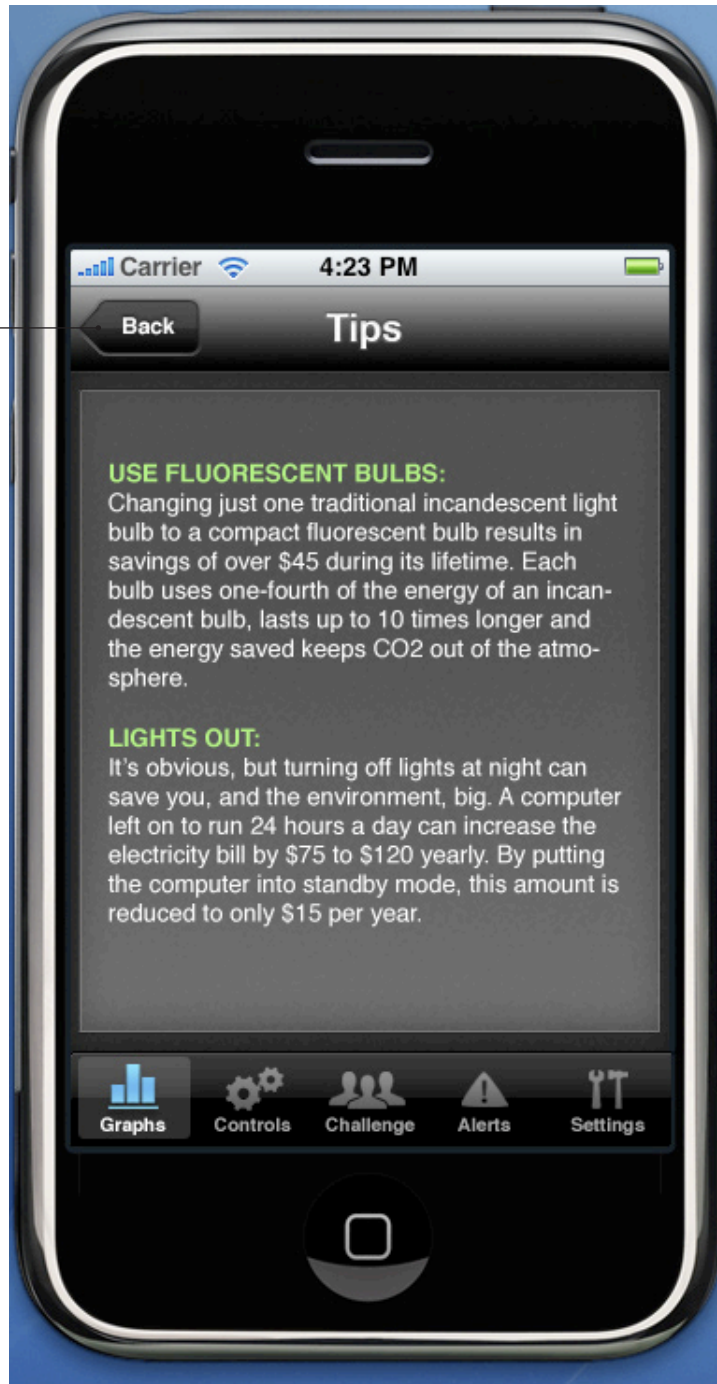 Carrier 4:23 PM
Back Tips
USE FLUORESCENT BULBS:
Changing just one traditional incandescent light
bulb to a compact fluorescent bulb results in
savings of over $45 during its lifetime. Each
bulb uses one-fourth of the energy of an incan-
descent bulb, lasts up to 10 times longer and
the energy saved keeps CO2 out of the atmo-
sphere.
LIGHTS OUT:
It's obvious, but turning off lights at night can
save you, and the environment, big. A computer
left on to run 24 hours a day can increase the
electricity bill by $75 to $120 yearly. By putting
the computer into standby mode, this amount is
reduced to only $15 per year.
Graphs Controls Challenge Alerts Settings